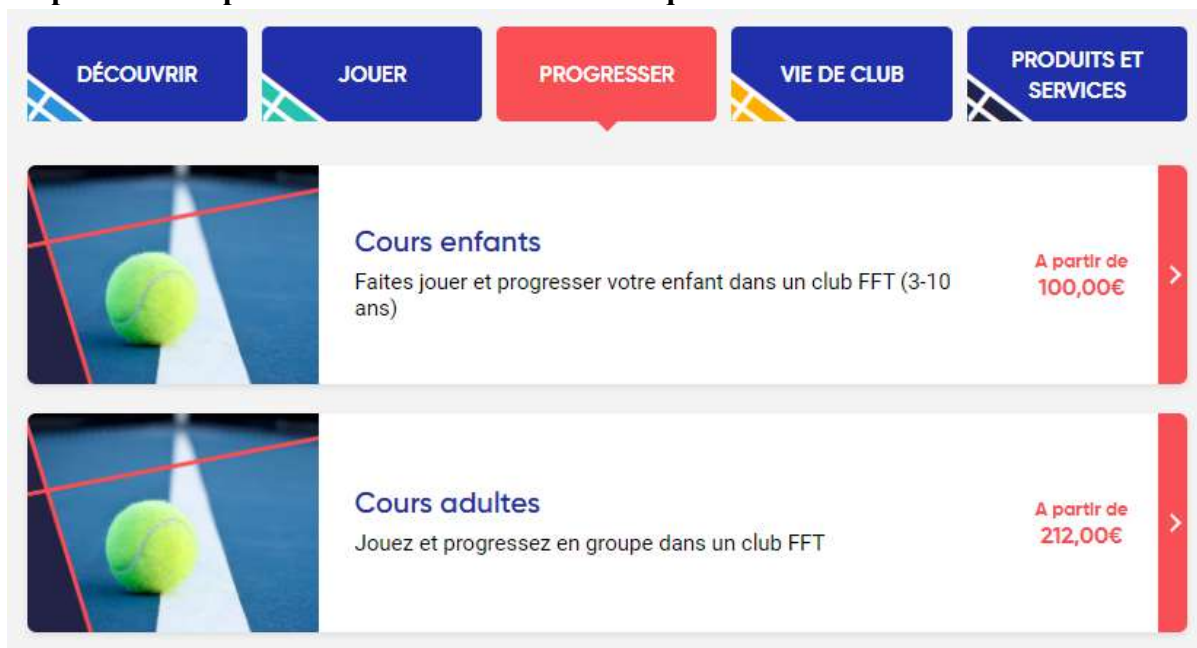 DÉCOUVRIR
JOUER
PROGRESSER
VIE DE CLUB
PRODUITS ET
SERVICES
Cours enfants
Faites jouer et progresser votre enfant dans un club FFT (3-10
ans)
A partir de
100,00€
Cours adultes
Jouez et progressez en groupe dans un club FFT
A partir de
212,00€